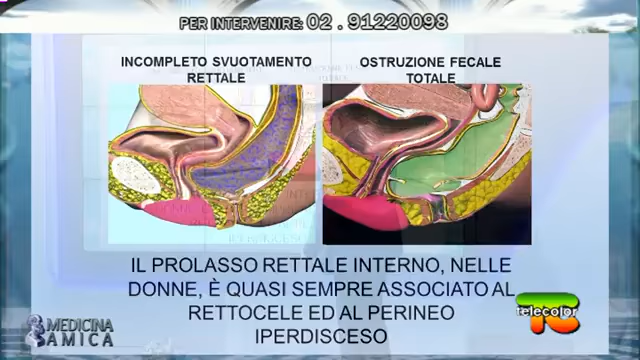 PER INTERVENIRE: 02 . 91220098
INCOMPLETO SVUOTAMENTO
RETTALE
OSTRUZIONE FECALE
TOTALE
IL PROLASSO RETTALE INTERNO, NELLE
DONNE, È QUASI SEMPRE ASSOCIATO AL
RETTOCELE ED AL PERINEO
IPERDISCESO
MEDICINA
AMICA
telecolor